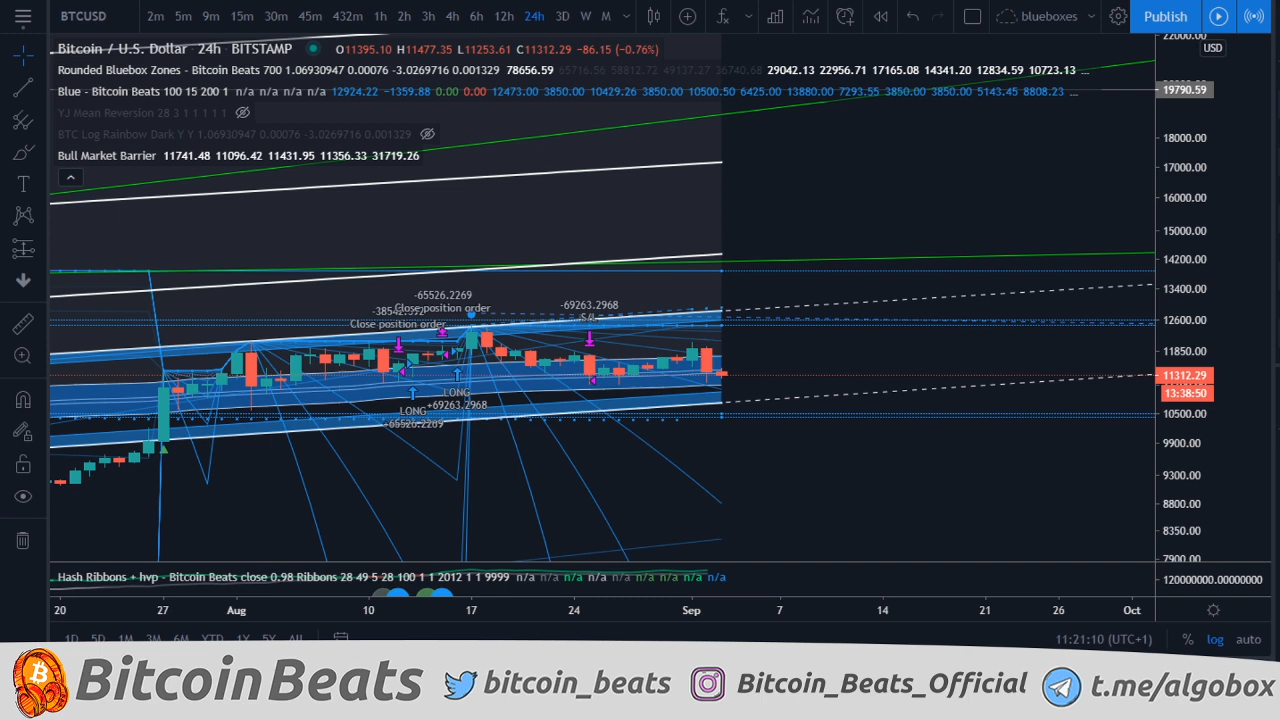 BTCUSD 2m 5m 9m 15m 30m 45m 432m 1h 2h 3h 4h 6h 12h 24h 3D W M blueboxes Publish
Bitcoin / U.S. Dollar · 24h · BITSTAMP O11395.10 H11477.35 L11253.61 C11312.29 −86.15 (−0.76%)
USD
22000.00
Rounded Bluebox Zones - Bitcoin Beats 700 1.06930947 0.00076 -3.0269716 0.001329 78656.59 65716.56 58812.72 49137.27 36740.68 29042.13 22956.71 17165.08 14341.20 12834.59 10723.13 ...
Blue - Bitcoin Beats 100 15 200 1 n/a n/a n/a n/a 12924.22 −1359.88 0.00 0.00 12473.00 3850.00 10429.26 3850.00 10500.50 6425.00 13880.00 7293.55 3850.00 3850.00 5143.45 8808.23 ...
19790.59
YJ Mean Reversion 28 3 1 1 1 1 1
BTC Log Rainbow Dark Y Y 1.06930947 0.00076 -3.0269716 0.001329
18000.00
Bull Market Barrier 11741.48 11096.42 11431.95 11356.33 31719.26
17000.00
16000.00
15000.00
14200.00
-65526.2269
-69263.2968
Close position order
12600.00
Close position order
11850.00
11312.29
13:38:50
LONG
+69263.2968
LONG
10500.00
+65526.2269
9900.00
9300.00
8800.00
8350.00
7900.00
Hash Ribbons + hvp - Bitcoin Beats close 0.98 Ribbons 28 49 5 28 100 1 1 2012 1 1 9999 n/a n/a n/a n/a n/a n/a n/a n/a n/a
120000000.00000000
20 27 Aug 10 17 24 Sep 7 14 21 26 Oct
1D 5D 1M 3M 6M YTD 1Y 5Y All 11:21:10 (UTC+1) % log auto
Bitcoin Beats bitcoin_beats Bitcoin_Beats_Official t.me/algobox